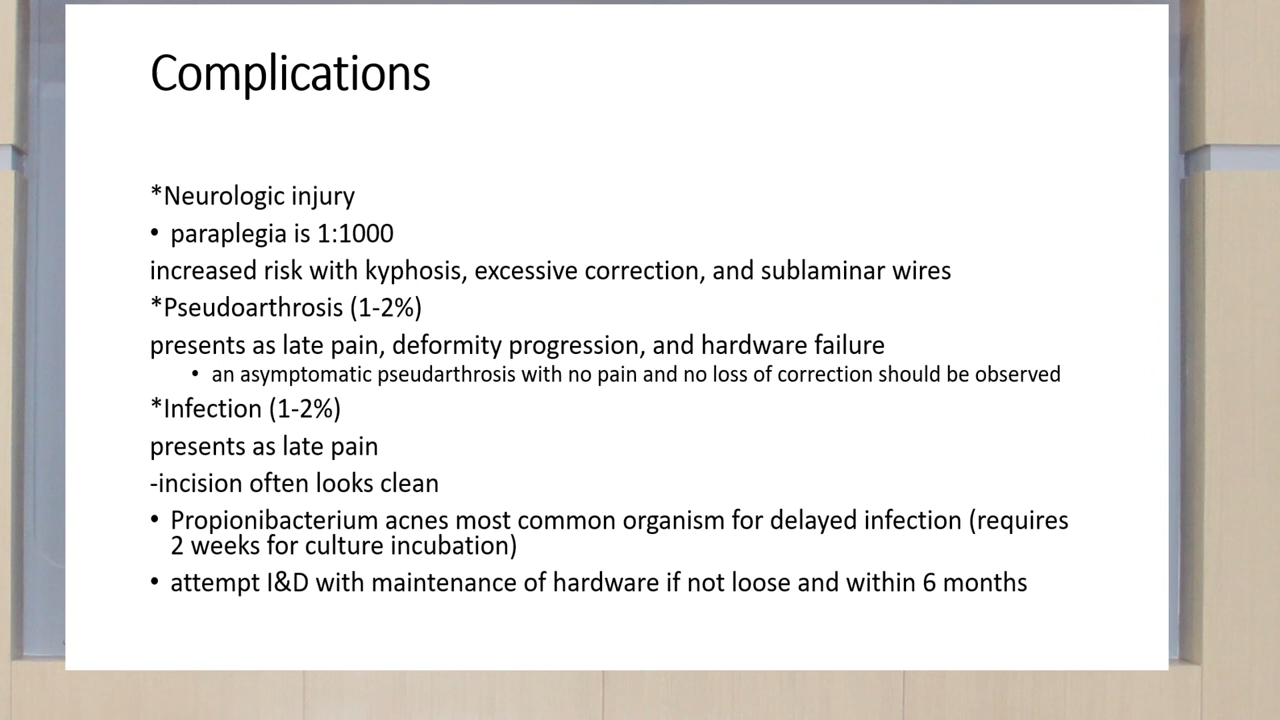 Complications
*Neurologic injury
• paraplegia is 1:1000
increased risk with kyphosis, excessive correction, and sublaminar wires
*Pseudoarthrosis (1-2%)
presents as late pain, deformity progression, and hardware failure
• an asymptomatic pseudarthrosis with no pain and no loss of correction should be observed
*Infection (1-2%)
presents as late pain
-incision often looks clean
• Propionibacterium acnes most common organism for delayed infection (requires
2 weeks for culture incubation)
• attempt I&D with maintenance of hardware if not loose and within 6 months